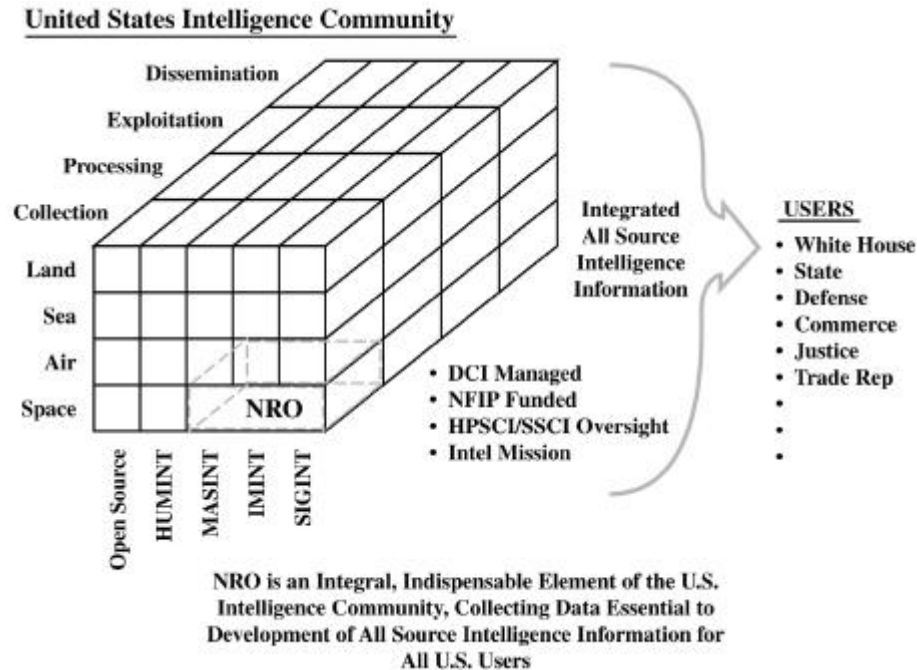 United States Intelligence Community
Dissemination
Exploitation
Processing
Collection
Land
Sea
Air
Space
NRO
Open Source
HUMINT
MASINT
IMINT
SIGINT
Integrated
All Source
Intelligence
Information
• DCI Managed
• NFIP Funded
• HPSCI/SSCI Oversight
• Intel Mission
USERS
• White House
• State
• Defense
• Commerce
• Justice
• Trade Rep
•
•
•
NRO is an Integral, Indispensable Element of the U.S.
Intelligence Community, Collecting Data Essential to
Development of All Source Intelligence Information for
All U.S. Users